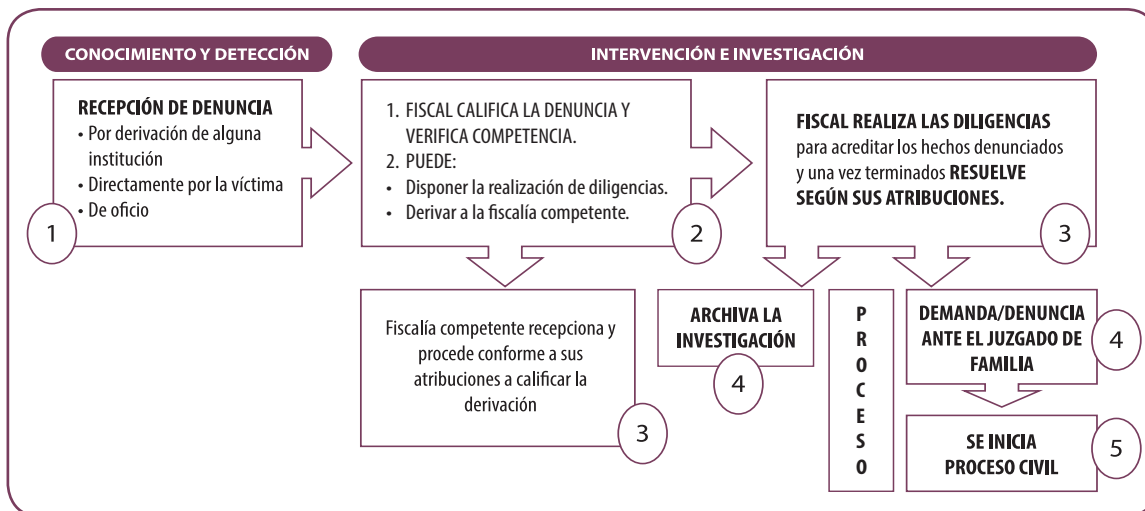 CONOCIMIENTO Y DETECCIÓN
INTERVENCIÓN E INVESTIGACIÓN
RECEPCIÓN DE DENUNCIA
• Por derivación de alguna
institución
• Directamente por la víctima
• De oficio
1
1. FISCAL CALIFICA LA DENUNCIA Y
VERIFICA COMPETENCIA.
2. PUEDE:
• Disponer la realización de diligencias.
• Derivar a la fiscalía competente.
2
FISCAL REALIZA LAS DILIGENCIAS
para acreditar los hechos denunciados
y una vez terminados RESUELVE
SEGÚN SUS ATRIBUCIONES.
3
Fiscalía competente recepciona y
procede conforme a sus
atribuciones a calificar la
derivación
3
ARCHIVA LA
INVESTIGACIÓN
4
P
R
O
C
E
S
O
DEMANDA/DENUNCIA
ANTE EL JUZGADO DE
FAMILIA
4
SE INICIA
PROCESO CIVIL
5